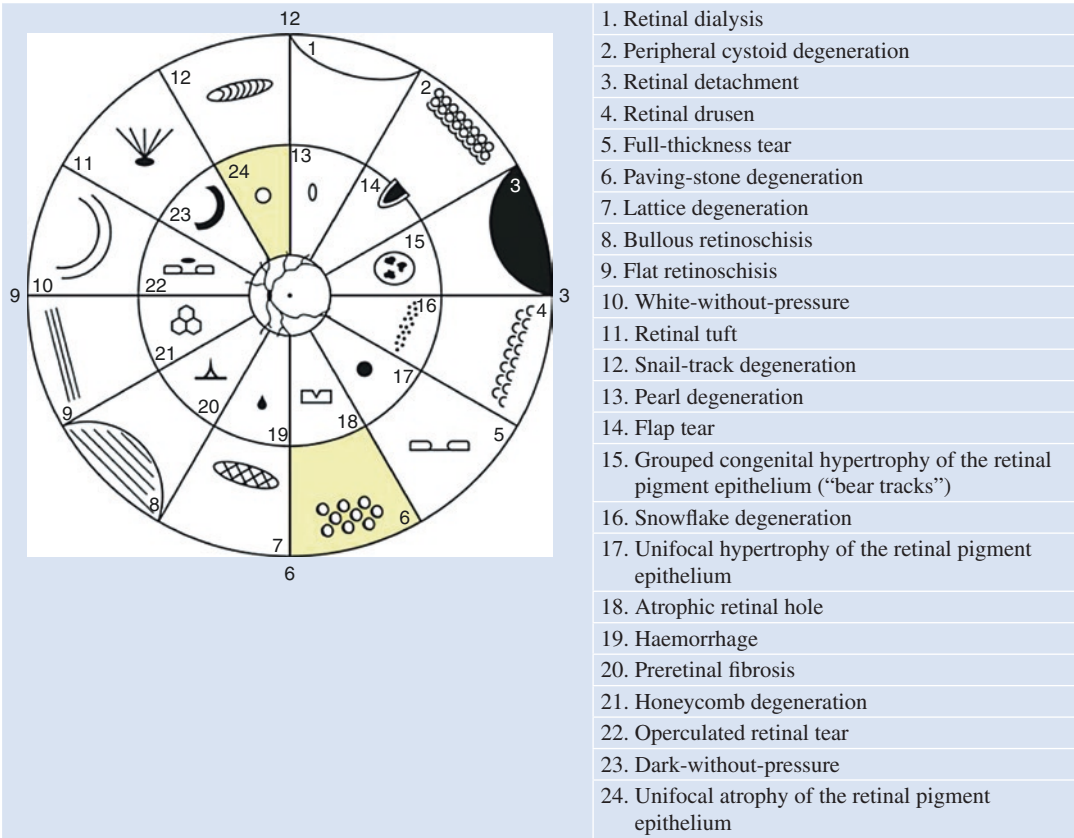 12
1
2
3
4
5
6
7
8
9
10
11
12
13
14
15
16
17
18
19
20
21
22
23
24
3
6
9
1. Retinal dialysis
2. Peripheral cystoid degeneration
3. Retinal detachment
4. Retinal drusen
5. Full-thickness tear
6. Paving-stone degeneration
7. Lattice degeneration
8. Bullous retinoschisis
9. Flat retinoschisis
10. White-without-pressure
11. Retinal tuft
12. Snail-track degeneration
13. Pearl degeneration
14. Flap tear
15. Grouped congenital hypertrophy of the retinal
pigment epithelium (“bear tracks”)
16. Snowflake degeneration
17. Unifocal hypertrophy of the retinal pigment
epithelium
18. Atrophic retinal hole
19. Haemorrhage
20. Preretinal fibrosis
21. Honeycomb degeneration
22. Operculated retinal tear
23. Dark-without-pressure
24. Unifocal atrophy of the retinal pigment
epithelium